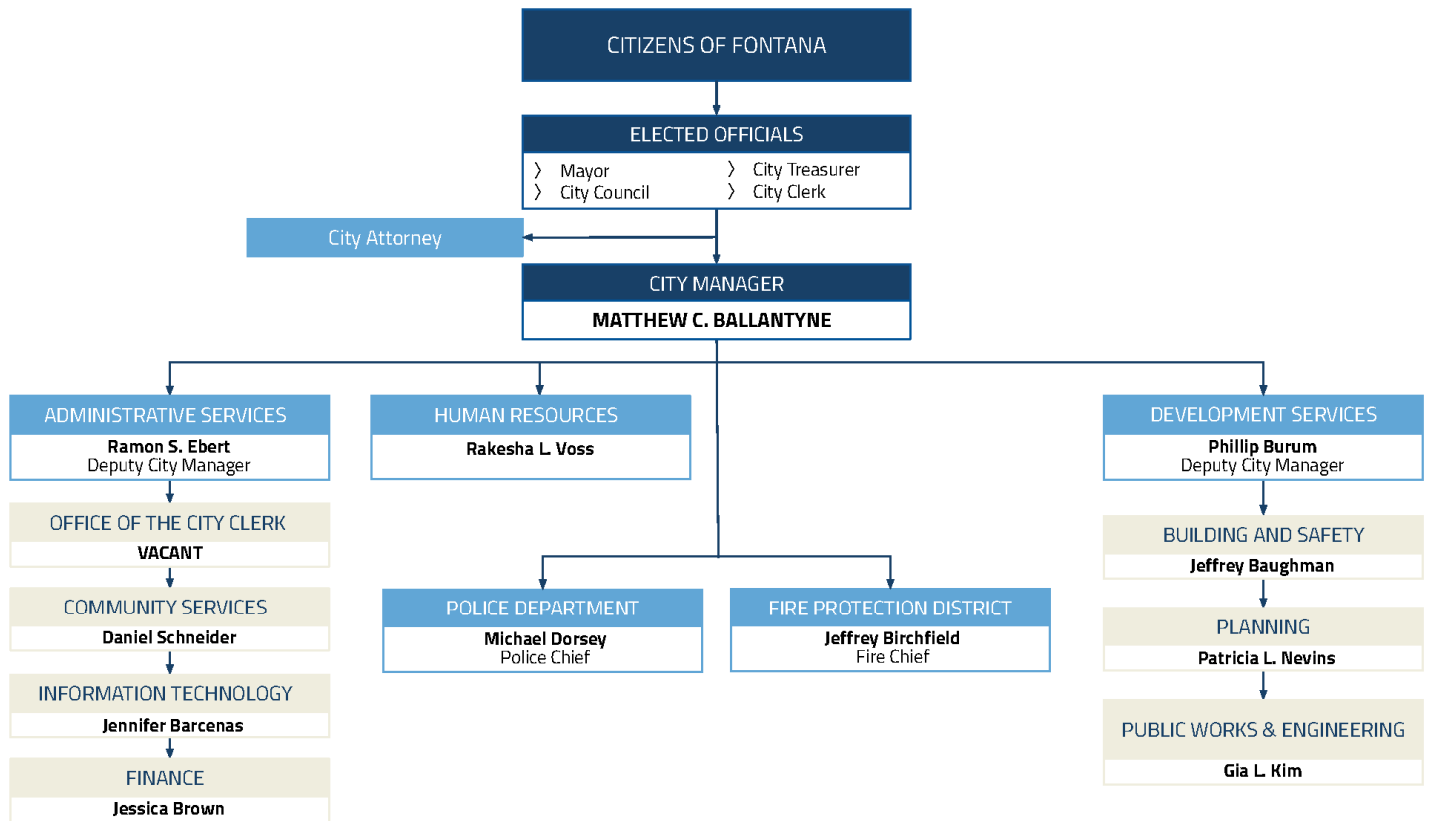 CITIZENS OF FONTANA
ELECTED OFFICIALS
〉 Mayor
〉 City Treasurer
〉 City Council
〉 City Clerk
City Attorney
CITY MANAGER
MATTHEW C. BALLANTYNE
ADMINISTRATIVE SERVICES
Ramon S. Ebert
Deputy City Manager
OFFICE OF THE CITY CLERK
VACANT
COMMUNITY SERVICES
Daniel Schneider
INFORMATION TECHNOLOGY
Jennifer Barcenas
FINANCE
Jessica Brown
HUMAN RESOURCES
Rakesha L. Voss
POLICE DEPARTMENT
Michael Dorsey
Police Chief
FIRE PROTECTION DISTRICT
Jeffrey Birchfield
Fire Chief
DEVELOPMENT SERVICES
Phillip Burum
Deputy City Manager
BUILDING AND SAFETY
Jeffrey Baughman
PLANNING
Patricia L. Nevins
PUBLIC WORKS & ENGINEERING
Gia L. Kim